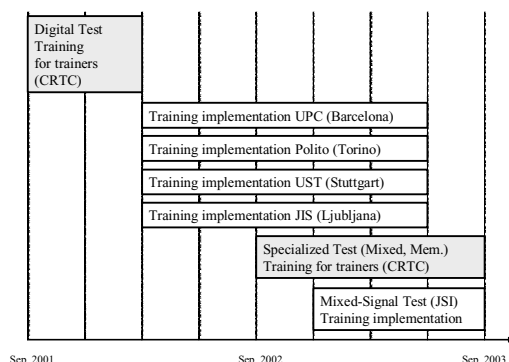 Digital Test
Training
for trainers
(CRTC)
Training implementation UPC (Barcelona)
Training implementation Polito (Torino)
Training implementation UST (Stuttgart)
Training implementation JIS (Ljubljana)
Specialized Test (Mixed, Mem.)
Training for trainers (CRTC)
Mixed-Signal Test (JSI)
Training implementation
Sep. 2001 Sep. 2002 Sep. 2003